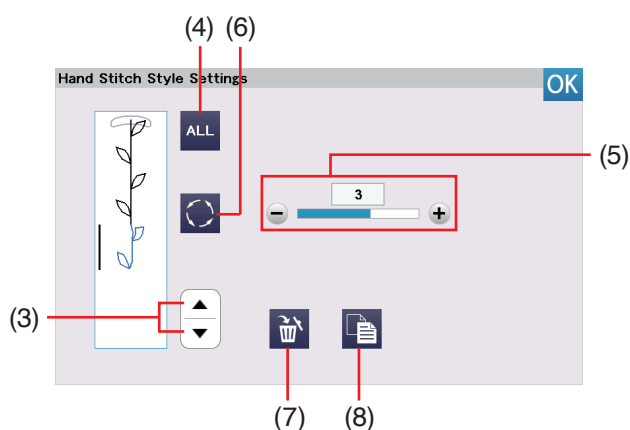 (4) (6)
Hand Stitch Style Settings
OK
ALL
(5)
3
(3)
(7) (8)